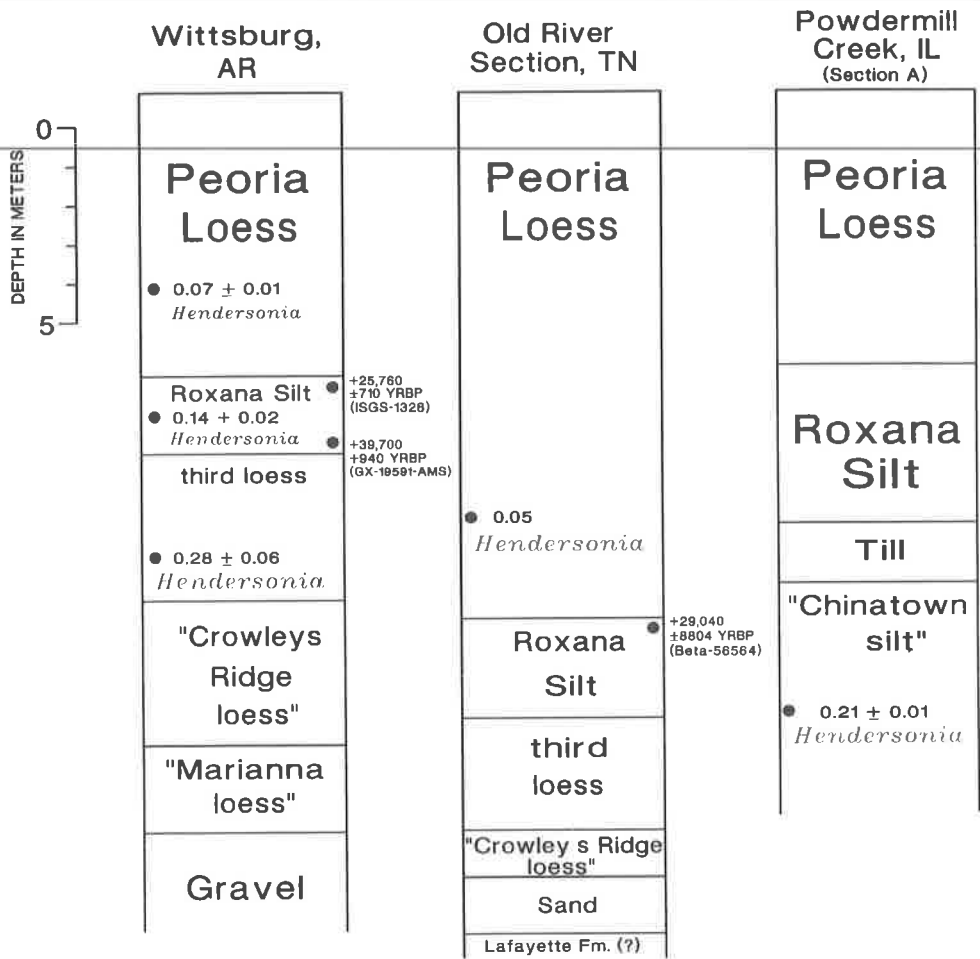 Wittsburg,
AR
Old River
Section, TN
Powdermill
Creek, IL
(Section A)
DEPTH IN METERS
0
5
Peoria
Loess
0.07 ± 0.01
Hendersonia
Roxana Silt
0.14 + 0.02
Hendersonia
+25,760
±710 YRBP
(ISGS-1328)
+39,700
+940 YRBP
(GX-19591-AMS)
third loess
0.28 ± 0.06
Hendersonia
"Crowleys
Ridge
loess"
"Marianna
loess"
Gravel
Peoria
Loess
0.05
Hendersonia
+29,040
±8804 YRBP
(Beta-56564)
Roxana
Silt
third
loess
"Crowley s Ridge
loess"
Sand
Lafayette Fm. (?)
Peoria
Loess
Roxana
Silt
Till
"Chinatown
silt"
0.21 ± 0.01
Hendersonia